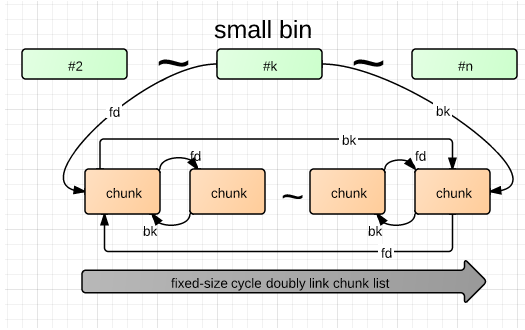 small bin
#2 ~ #k ~ #n
fd
bk
bk
fd
fd
chunk
chunk
~
chunk
chunk
bk
bk
fd
fixed-size cycle doubly link chunk list